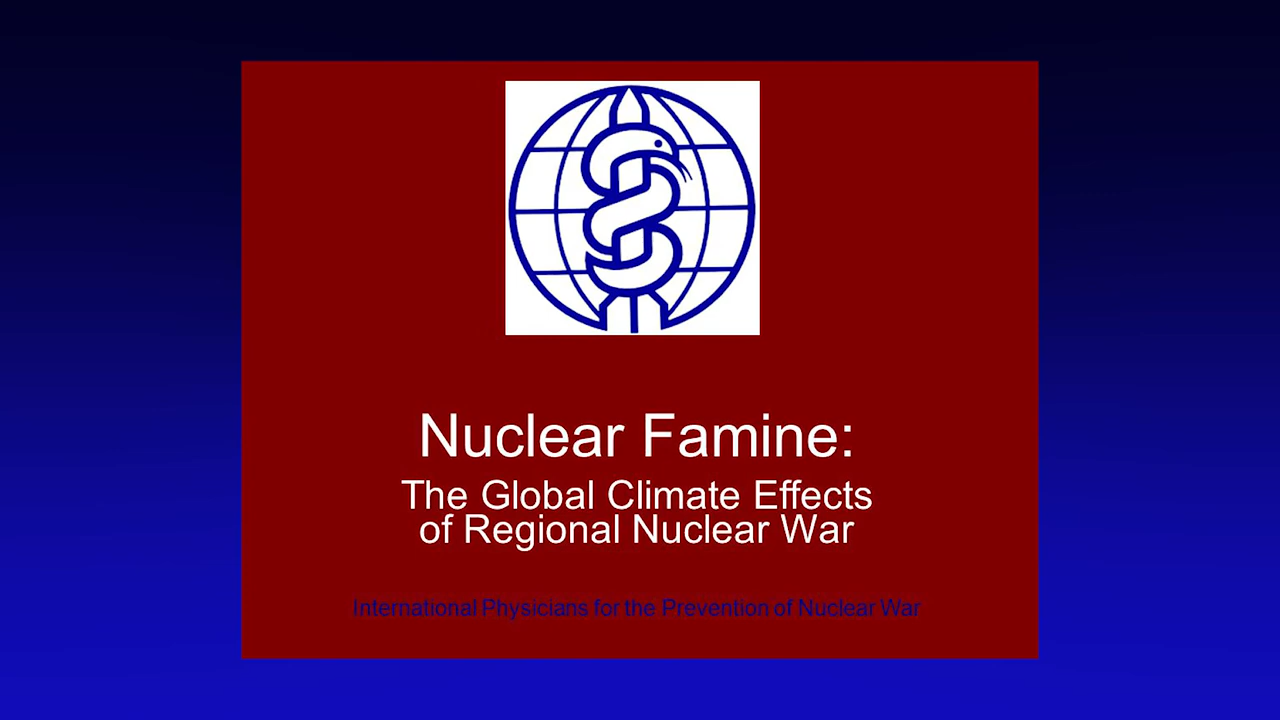 Nuclear Famine:
The Global Climate Effects
of Regional Nuclear War
International Physicians for the Prevention of Nuclear War